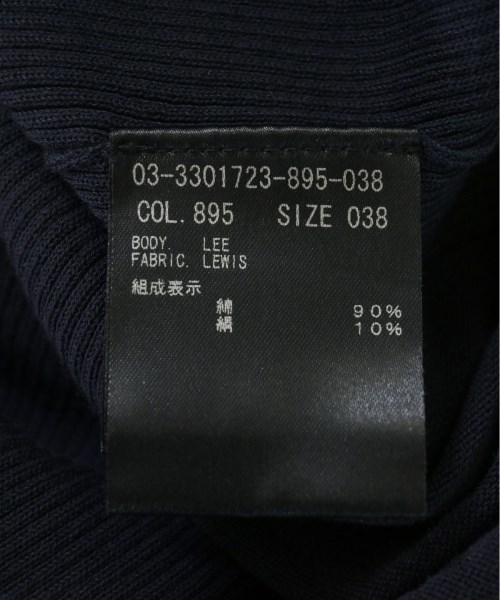 03-3301723-895-038
COL. 895 SIZE 038
BODY. LEE
FABRIC. LEWIS
組成表示
綿 90%
絹 10%